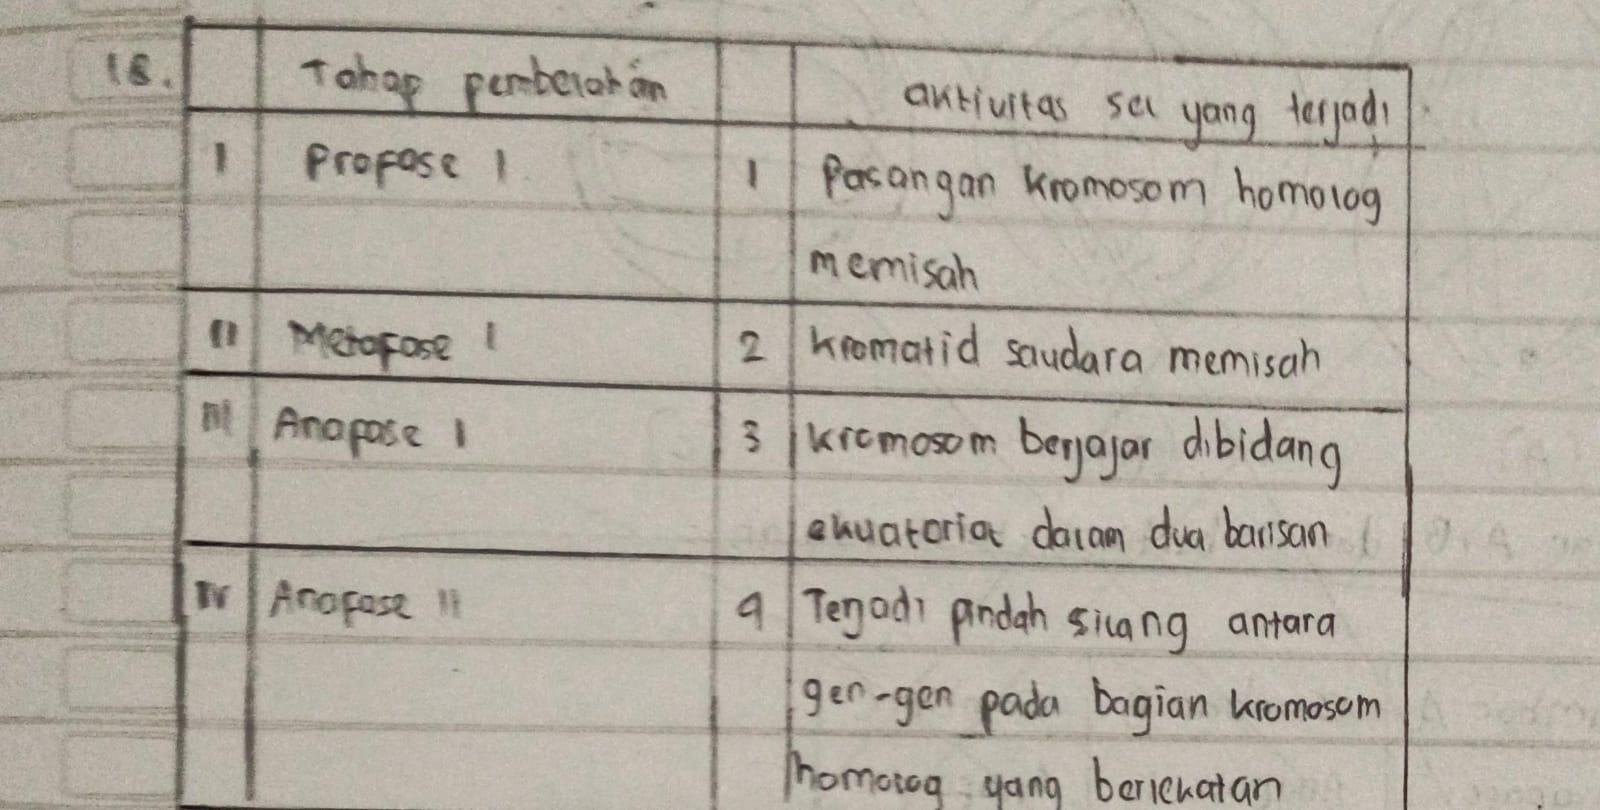 18. Tahap pembelahan aktivitas sel yang terjadi
I Profase I 1 Pasangan kromosom homolog
memisah
II Metafase I 2 kromatid saudara memisah
III Anafase I 3 kromosom berjajar dibidang
ekuatorial dalam dua barisan
IV Anafase II 4 Terjadi pindah silang antara
gen-gen pada bagian kromosom
homolog yang berlekatan